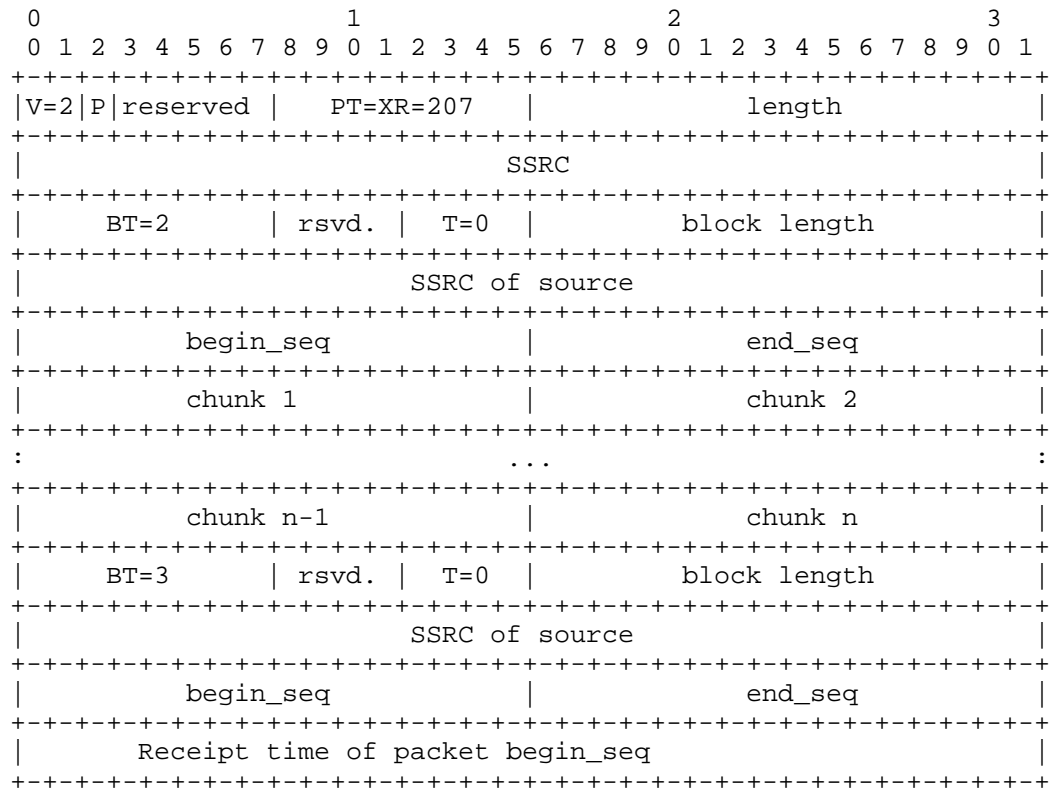 0                   1                   2                   3
 0 1 2 3 4 5 6 7 8 9 0 1 2 3 4 5 6 7 8 9 0 1 2 3 4 5 6 7 8 9 0 1
+-+-+-+-+-+-+-+-+-+-+-+-+-+-+-+-+-+-+-+-+-+-+-+-+-+-+-+-+-+-+-+-+
|V=2|P|reserved |   PT=XR=207   |             length            |
+-+-+-+-+-+-+-+-+-+-+-+-+-+-+-+-+-+-+-+-+-+-+-+-+-+-+-+-+-+-+-+-+
|                              SSRC                             |
+-+-+-+-+-+-+-+-+-+-+-+-+-+-+-+-+-+-+-+-+-+-+-+-+-+-+-+-+-+-+-+-+
|     BT=2      | rsvd. |  T=0  |         block length          |
+-+-+-+-+-+-+-+-+-+-+-+-+-+-+-+-+-+-+-+-+-+-+-+-+-+-+-+-+-+-+-+-+
|                        SSRC of source                         |
+-+-+-+-+-+-+-+-+-+-+-+-+-+-+-+-+-+-+-+-+-+-+-+-+-+-+-+-+-+-+-+-+
|          begin_seq            |             end_seq           |
+-+-+-+-+-+-+-+-+-+-+-+-+-+-+-+-+-+-+-+-+-+-+-+-+-+-+-+-+-+-+-+-+
|          chunk 1              |             chunk 2           |
+-+-+-+-+-+-+-+-+-+-+-+-+-+-+-+-+-+-+-+-+-+-+-+-+-+-+-+-+-+-+-+-+
:                              ...                              :
+-+-+-+-+-+-+-+-+-+-+-+-+-+-+-+-+-+-+-+-+-+-+-+-+-+-+-+-+-+-+-+-+
|          chunk n-1            |             chunk n           |
+-+-+-+-+-+-+-+-+-+-+-+-+-+-+-+-+-+-+-+-+-+-+-+-+-+-+-+-+-+-+-+-+
|     BT=3      | rsvd. |  T=0  |         block length          |
+-+-+-+-+-+-+-+-+-+-+-+-+-+-+-+-+-+-+-+-+-+-+-+-+-+-+-+-+-+-+-+-+
|                        SSRC of source                         |
+-+-+-+-+-+-+-+-+-+-+-+-+-+-+-+-+-+-+-+-+-+-+-+-+-+-+-+-+-+-+-+-+
|          begin_seq            |             end_seq           |
+-+-+-+-+-+-+-+-+-+-+-+-+-+-+-+-+-+-+-+-+-+-+-+-+-+-+-+-+-+-+-+-+
|       Receipt time of packet begin_seq                        |
+-+-+-+-+-+-+-+-+-+-+-+-+-+-+-+-+-+-+-+-+-+-+-+-+-+-+-+-+-+-+-+-+